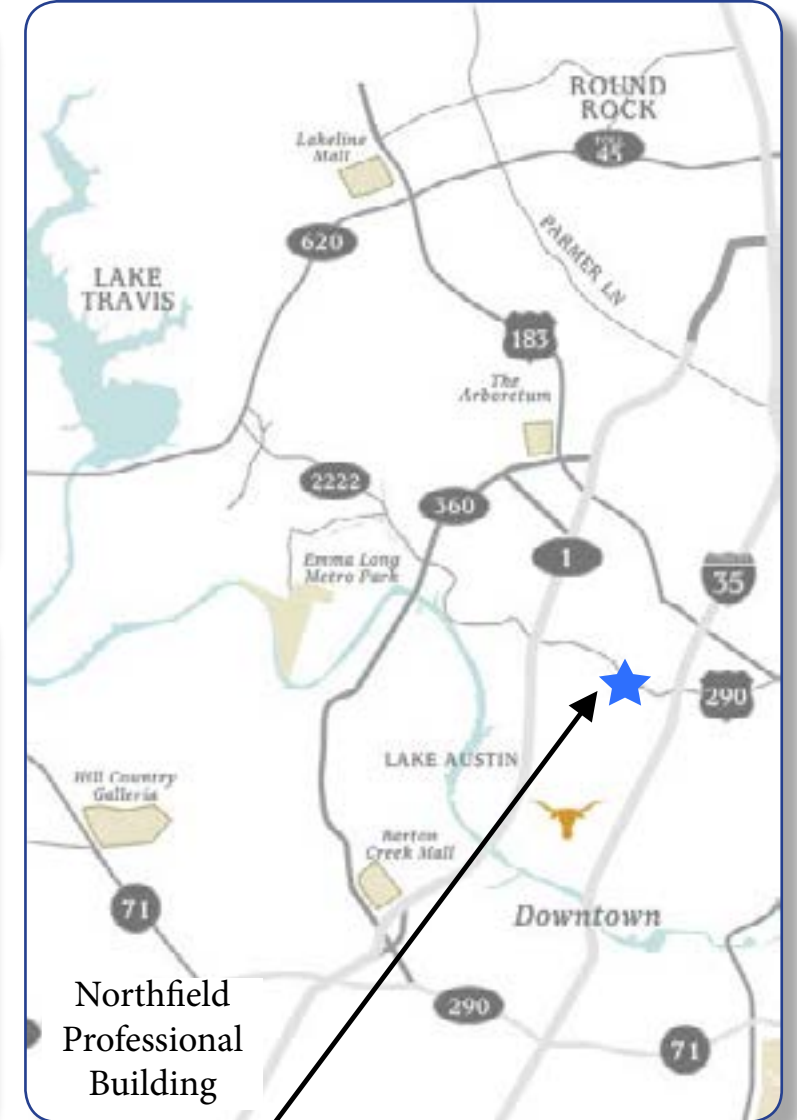 ROUND
ROCK
45
Lakeline
Mall
620
PARMER LN
LAKE
TRAVIS
183
The
Arboretum
2222
360
1
Emma Long
Metro Park
35
290
LAKE AUSTIN
Hill Country
Galleria
Barton
Creek Mall
71
Downtown
Northfield
Professional
Building
290
71